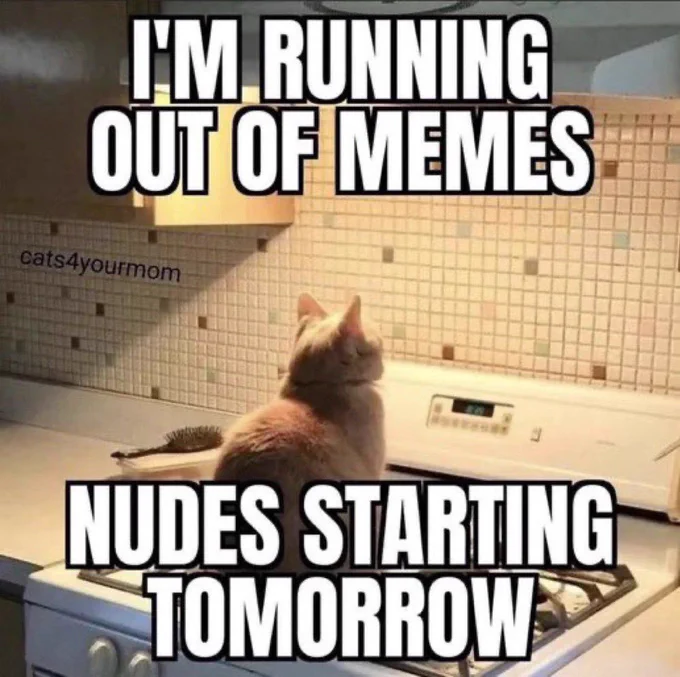 I'M RUNNING
OUT OF MEMES
cats4yourmom
NUDES STARTING
TOMORROW